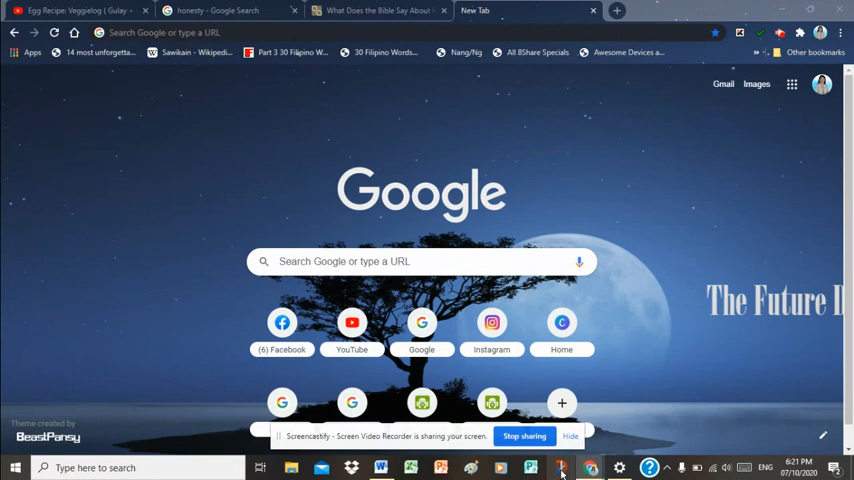 Egg Recipe: Veggielog ( Gulay
honesty - Google Search
What Does the Bible Say About
New Tab
Search Google or type a URL
Apps
14 most unforgetta...
Sawikain - Wikipedi...
Part 3 30 Filipino W...
30 Filipino Words...
Nang/Ng
All 8Share Specials
Awesome Devices a...
Other bookmarks
Gmail
Images
Google
Search Google or type a URL
The Future D
(6) Facebook
YouTube
Google
Instagram
Home
Theme created by
BeastPansy
Screencastify - Screen Video Recorder is sharing your screen.
Stop sharing
Hide
Type here to search
ENG
6:21 PM
07/10/2020
2